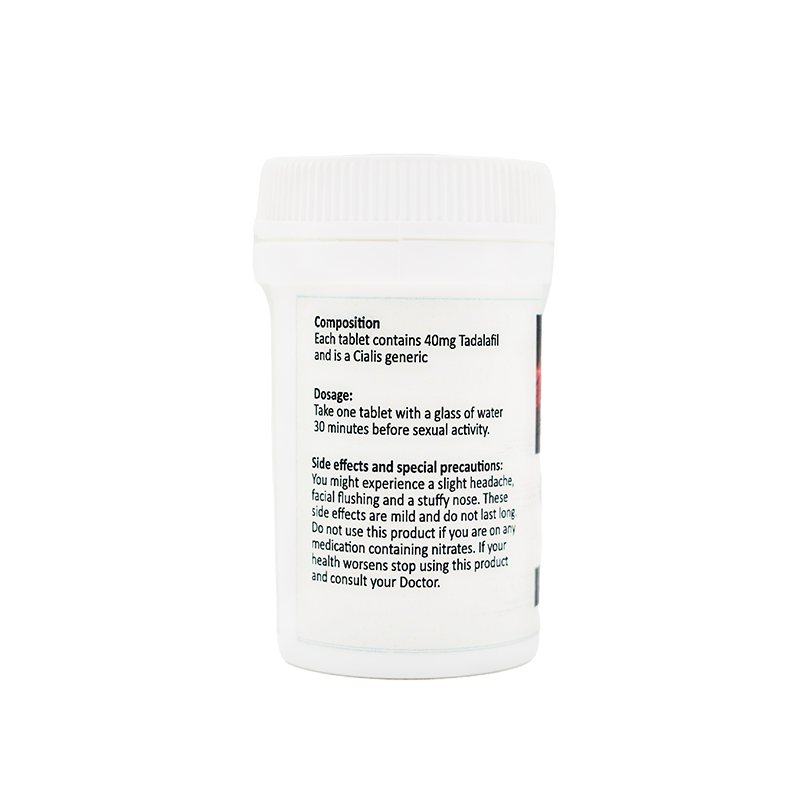 Composition
Each tablet contains 40mg Tadalafil
and is a Cialis generic
Dosage:
Take one tablet with a glass of water
30 minutes before sexual activity.
Side effects and special precautions:
You might experience a slight headache,
facial flushing and a stuffy nose. These
side effects are mild and do not last long.
Do not use this product if you are on any
medication containing nitrates. If your
health worsens stop using this product
and consult your Doctor.